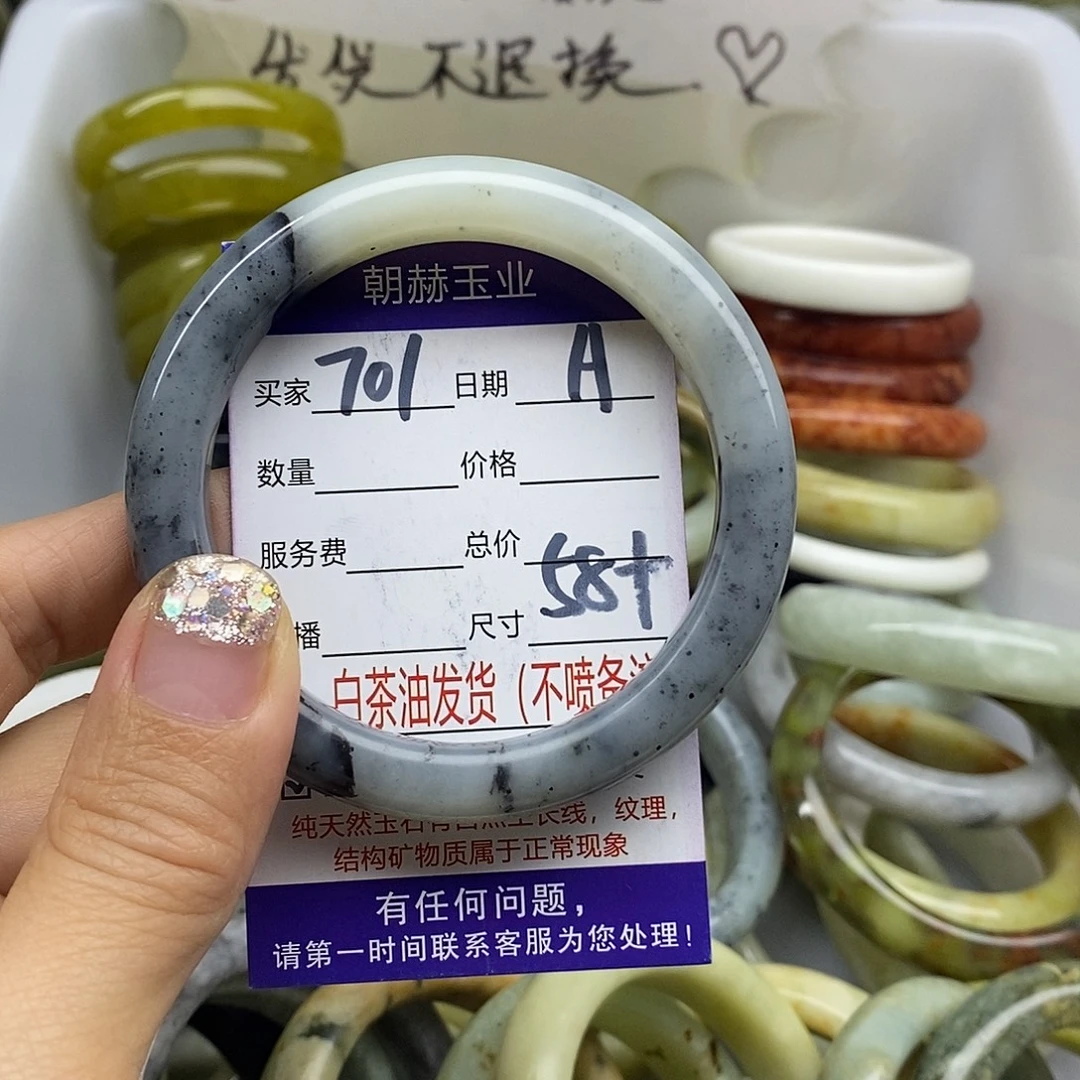 发货不退换.
朝赫玉业
买家 701 日期 A
数量 价格
服务费 总价
播 尺寸 58+
白茶油发货（不喷备注
纯天然玉石有自然生长线，纹理，
结构矿物质属于正常现象
有任何问题，
请第一时间联系客服为您处理！